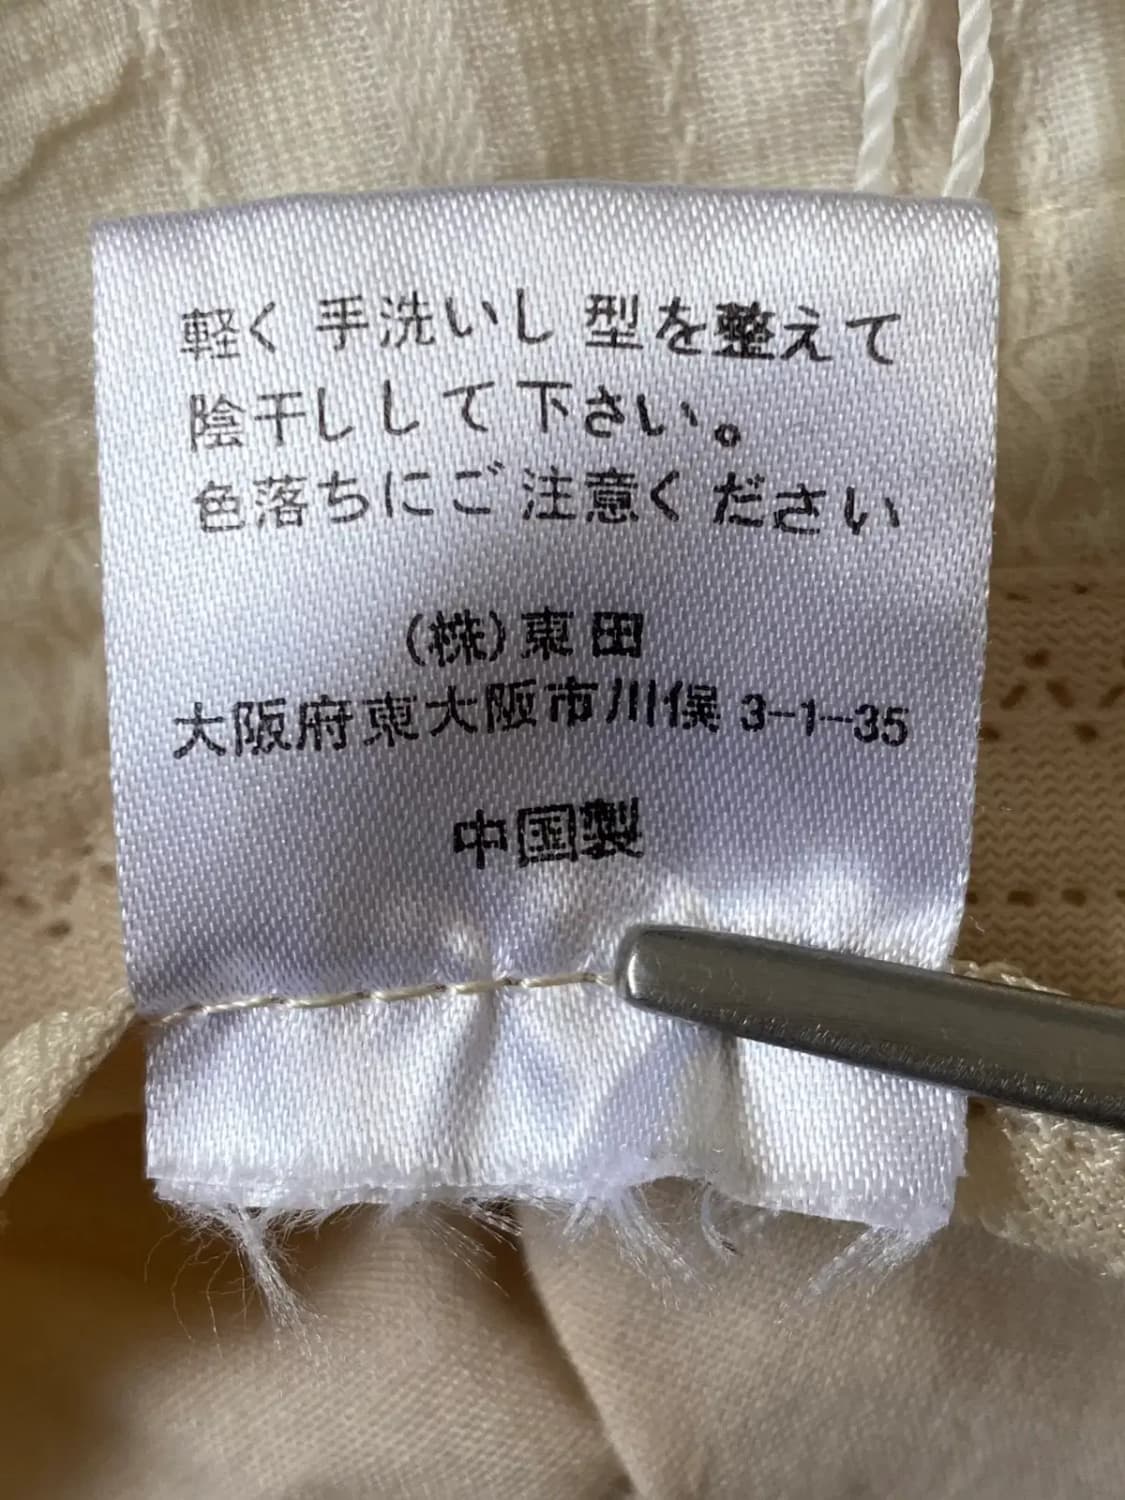 軽く手洗いし型を整えて
陰干しして下さい。
色落ちにご注意ください
(株)東田
大阪府東大阪市川俣3-1-35
中国製